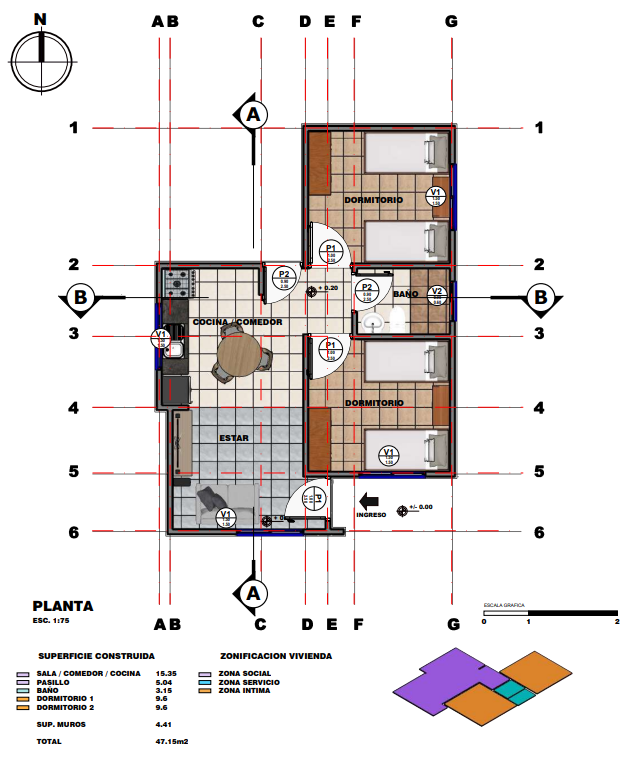 N
A B C D E F G
A
1 1
V1
DORMITORIO
P1
2 2
P2
+ 0.20
P2
BAÑO
V2
B B
COCINA / COMEDOR
V1
3 3
P1
4 4
DORMITORIO
ESTAR
V1
5 5
P1
V1
INGRESO
+/- 0.00
6 6
A
PLANTA
ESC. 1:75
A B C D E F G
ESCALA GRAFICA
0 1 2
SUPERFICIE CONSTRUIDA
SALA / COMEDOR / COCINA 15.35
PASILLO 5.04
BAÑO 3.15
DORMITORIO 1 9.6
DORMITORIO 2 9.6
SUP. MUROS 4.41
TOTAL 47.15m2
ZONIFICACION VIVIENDA
ZONA SOCIAL
ZONA SERVICIO
ZONA INTIMA